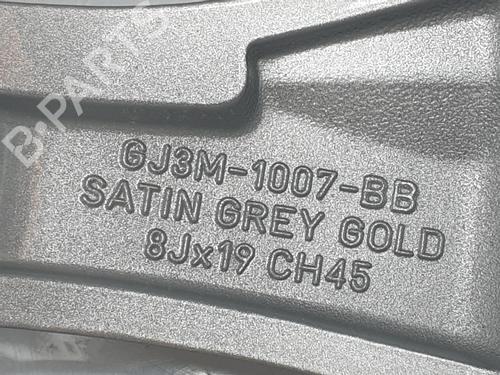 B-PARTS
GJ3M-1007-BB
SATIN GREY GOLD
8Jx19 CH45